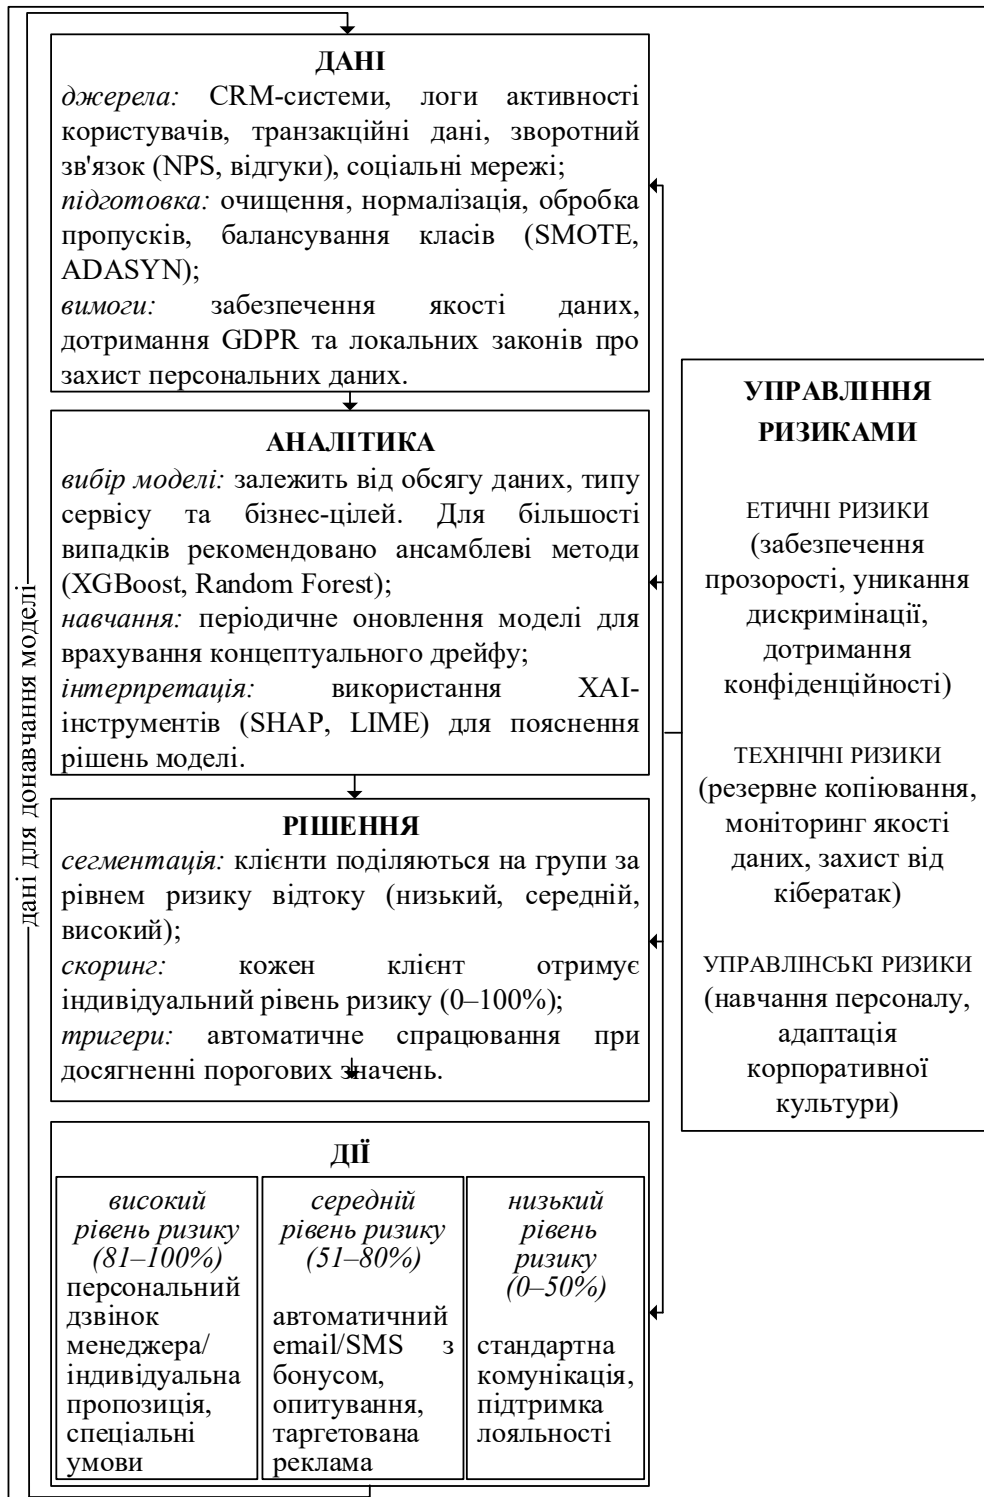 дані для донавчання моделі
ДАНІ
джерела: CRM-системи, логи активності
користувачів, транзакційні дані, зворотний
зв'язок (NPS, відгуки), соціальні мережі;
підготовка: очищення, нормалізація, обробка
пропусків, балансування класів (SMOTE,
ADASYN);
вимоги: забезпечення якості даних,
дотримання GDPR та локальних законів про
захист персональних даних.
АНАЛІТИКА
вибір моделі: залежить від обсягу даних, типу
сервісу та бізнес-цілей. Для більшості
випадків рекомендовано ансамблеві методи
(XGBoost, Random Forest);
навчання: періодичне оновлення моделі для
врахування концептуального дрейфу;
інтерпретація: використання XAI-
інструментів (SHAP, LIME) для пояснення
рішень моделі.
РІШЕННЯ
сегментація: клієнти поділяються на групи за
рівнем ризику відтоку (низький, середній,
високий);
скоринг: кожен клієнт отримує
індивідуальний рівень ризику (0–100%);
тригери: автоматичне спрацювання при
досягненні порогових значень.
ДІЇ
високий
рівень ризику
(81–100%)
персональний
дзвінок
менеджера/
індивідуальна
пропозиція,
спеціальні
умови
середній
рівень ризику
(51–80%)
автоматичний
email/SMS з
бонусом,
опитування,
таргетована
реклама
низький
рівень
ризику
(0–50%)
стандартна
комунікація,
підтримка
лояльності
УПРАВЛІННЯ
РИЗИКАМИ
ЕТИЧНІ РИЗИКИ
(забезпечення
прозорості, уникання
дискримінації,
дотримання
конфіденційності)
ТЕХНІЧНІ РИЗИКИ
(резервне копіювання,
моніторинг якості
даних, захист від
кібератак)
УПРАВЛІНСЬКІ РИЗИКИ
(навчання персоналу,
адаптація
корпоративної
культури)